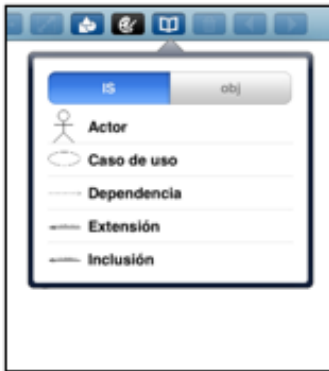 IS
obj
Actor
Caso de uso
Dependencia
Extensión
Inclusión